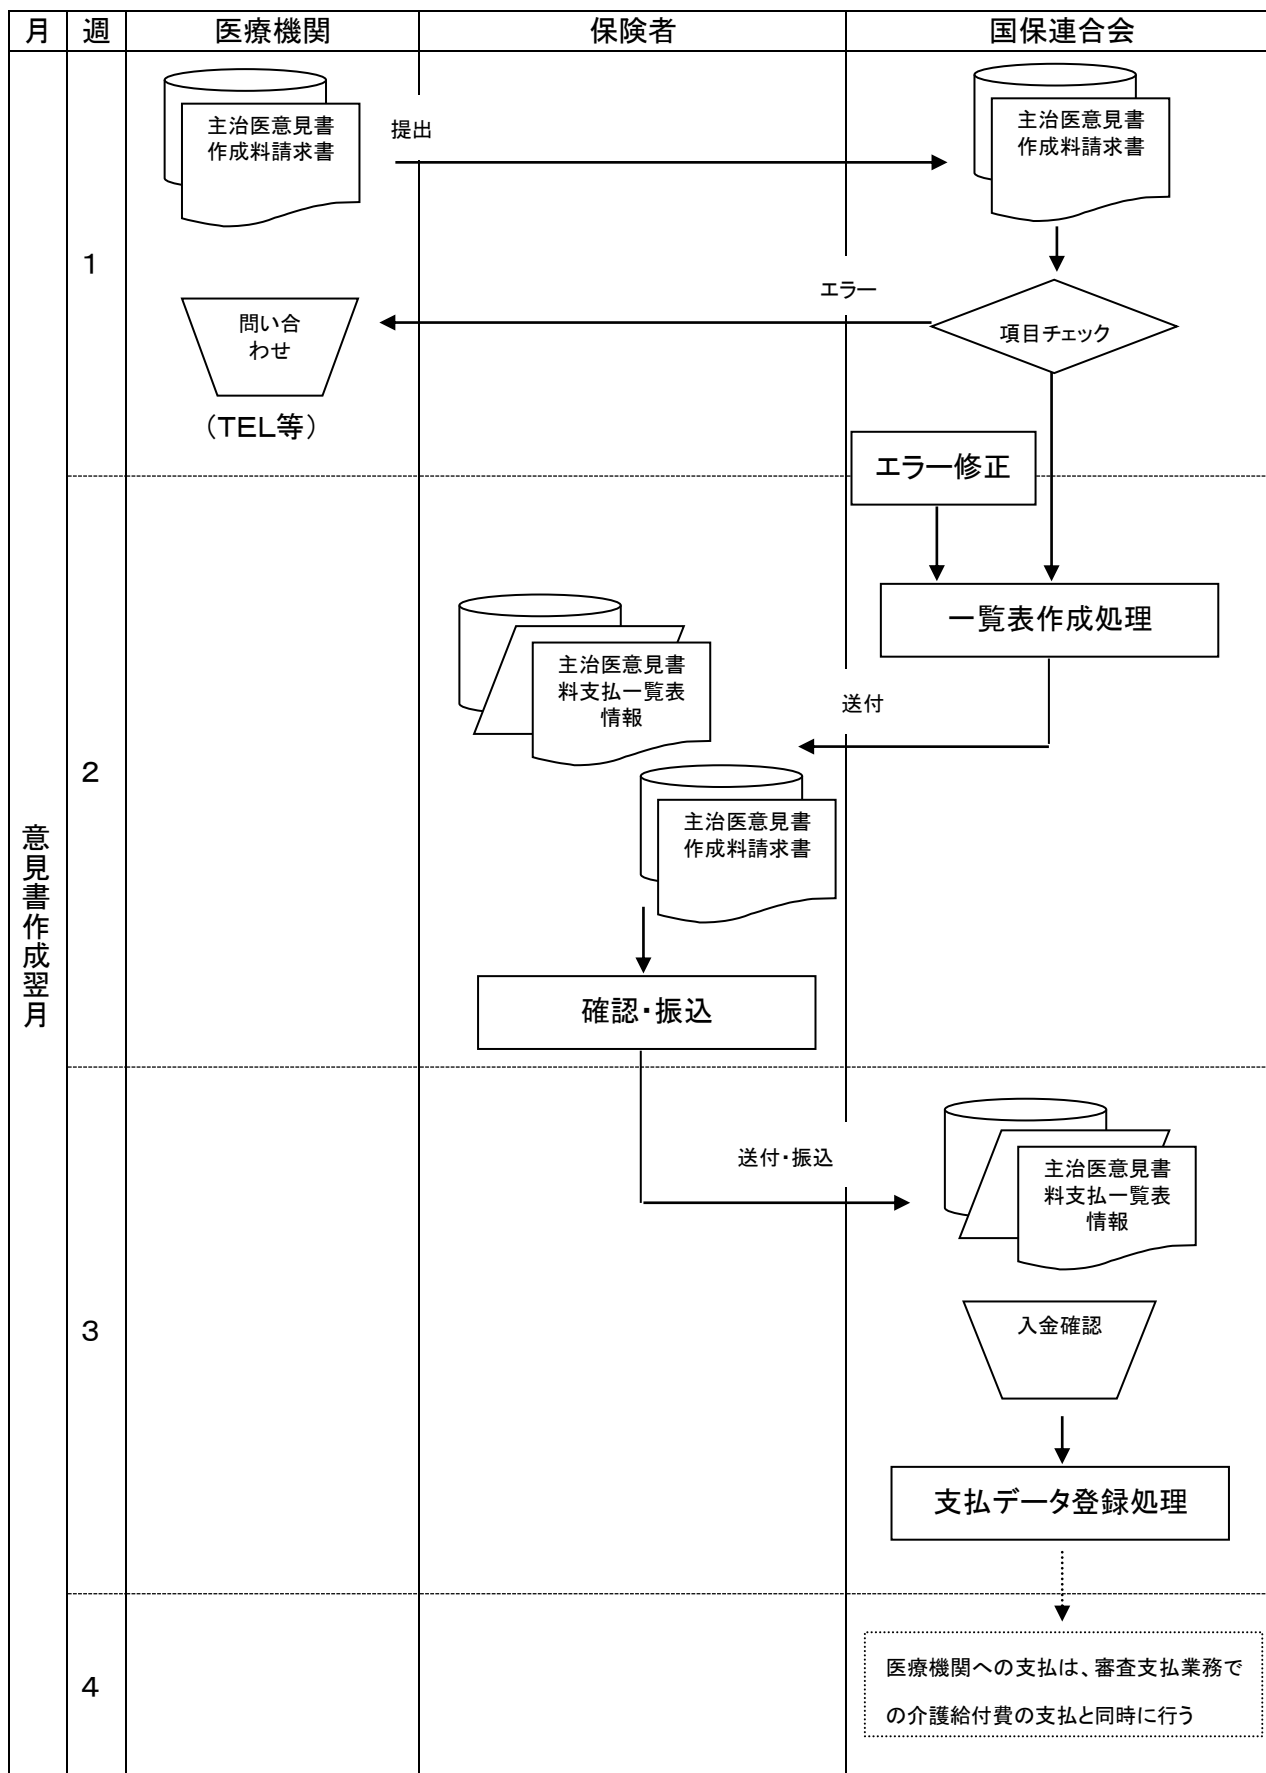 月
週
医療機関
保険者
国保連合会
意見書作成翌月
1
主治医意見書
作成料請求書
提出
主治医意見書
作成料請求書
エラー
項目チェック
問い合
わせ
（TEL等）
エラー修正
2
一覧表作成処理
送付
主治医意見書
料支払一覧表
情報
主治医意見書
作成料請求書
確認・振込
3
送付・振込
主治医意見書
料支払一覧表
情報
入金確認
支払データ登録処理
4
医療機関への支払は、審査支払業務で
の介護給付費の支払と同時に行う